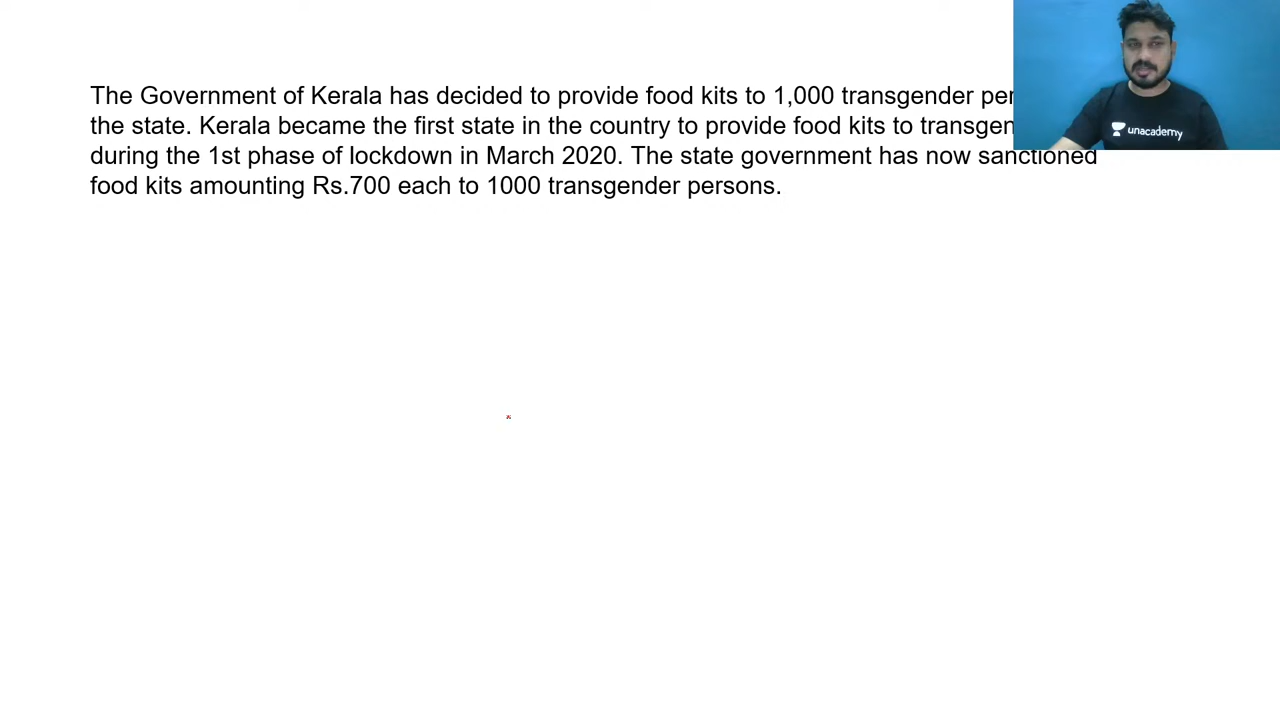 The Government of Kerala has decided to provide food kits to 1,000 transgender
the state. Kerala became the first state in the country to provide food kits to
during the 1st phase of lockdown in March 2020. The state government has now sanctioned
food kits amounting Rs.700 each to 1000 transgender persons.
unacademy